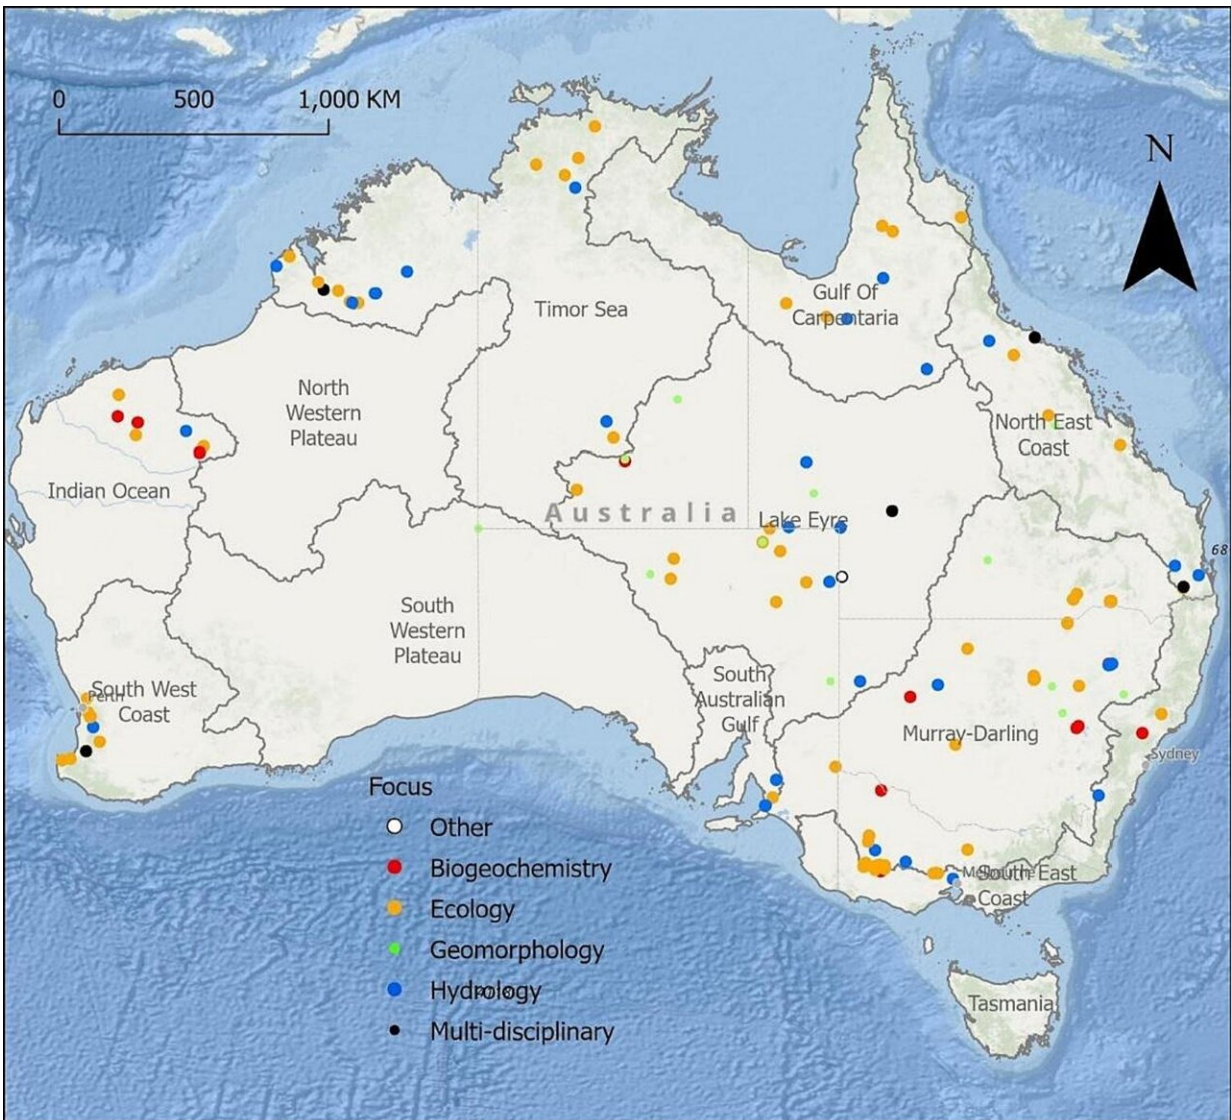 0 500 1,000 KM
N
Timor Sea
Gulf Of
Carpentaria
North
Western
Plateau
North East
Coast
Indian Ocean
Australia
Lake Eyre
68
South
Western
Plateau
South West
Coast
Perth
South
Australian
Gulf
Murray-Darling
Sydney
Focus
Other
Biogeochemistry
Ecology
Geomorphology
Hydrology
Multi-disciplinary
Melbourne
South East
Coast
Tasmania